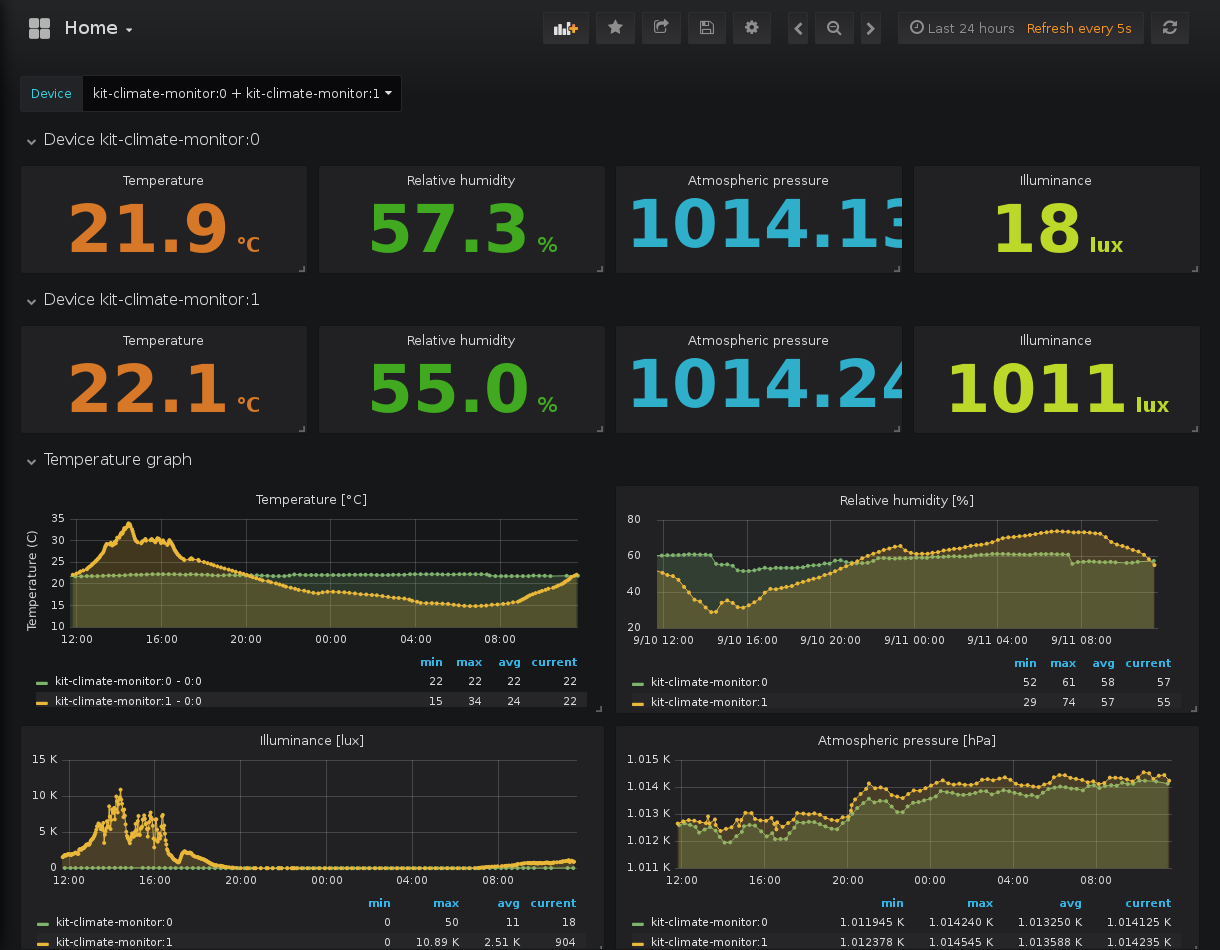 Home
Last 24 hours Refresh every 5s
Device kit-climate-monitor:0 + kit-climate-monitor:1
Device kit-climate-monitor:0
Temperature Relative humidity Atmospheric pressure Illuminance
21.9 °C 57.3 % 1014.13 18 lux
Device kit-climate-monitor:1
Temperature Relative humidity Atmospheric pressure Illuminance
22.1 °C 55.0 % 1014.24 1011 lux
Temperature graph
Temperature [°C]
Temperature (C)
35
30
25
20
15
10
12:00 16:00 20:00 00:00 04:00 08:00
min max avg current
kit-climate-monitor:0 - 0:0 22 22 22 22
kit-climate-monitor:1 - 0:0 15 34 24 22
Relative humidity [%]
80
60
40
20
9/10 12:00 9/10 16:00 9/10 20:00 9/11 00:00 9/11 04:00 9/11 08:00
min max avg current
kit-climate-monitor:0 52 61 58 57
kit-climate-monitor:1 29 74 57 55
Illuminance [lux]
15 K
10 K
5 K
0
12:00 16:00 20:00 00:00 04:00 08:00
min max avg current
kit-climate-monitor:0 0 50 11 18
kit-climate-monitor:1 0 10.89 K 2.51 K 904
Atmospheric pressure [hPa]
1.015 K
1.014 K
1.013 K
1.012 K
1.011 K
12:00 16:00 20:00 00:00 04:00 08:00
min max avg current
kit-climate-monitor:0 1.011945 K 1.014240 K 1.013250 K 1.014125 K
kit-climate-monitor:1 1.012378 K 1.014545 K 1.013588 K 1.014235 K